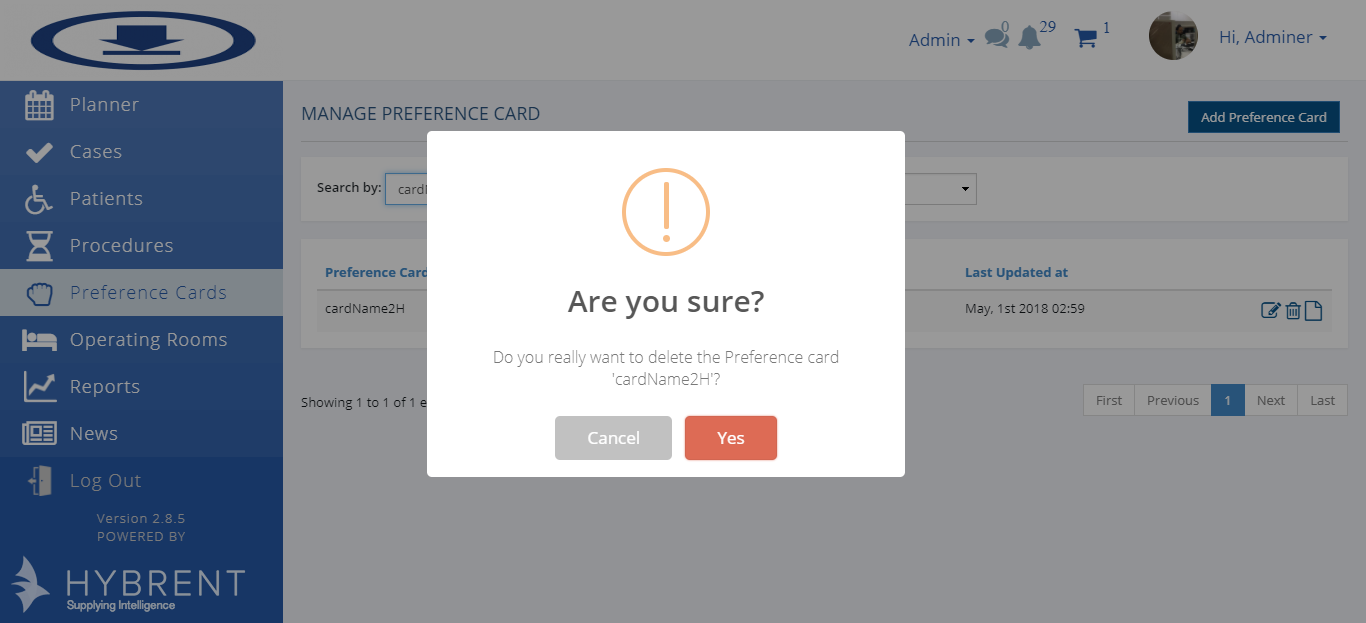 Admin
0
29
1
Hi, Adminer
Planner
Cases
Patients
Procedures
Preference Cards
Operating Rooms
Reports
News
Log Out
Version 2.8.5
POWERED BY
HYBRENT
Supplying Intelligence
MANAGE PREFERENCE CARD
Add Preference Card
Search by:
Preference Card
Last Updated at
cardName2H
May, 1st 2018 02:59
Showing 1 to 1 of 1
First Previous 1 Next Last
Are you sure?
Do you really want to delete the Preference card
'cardName2H'?
Cancel Yes